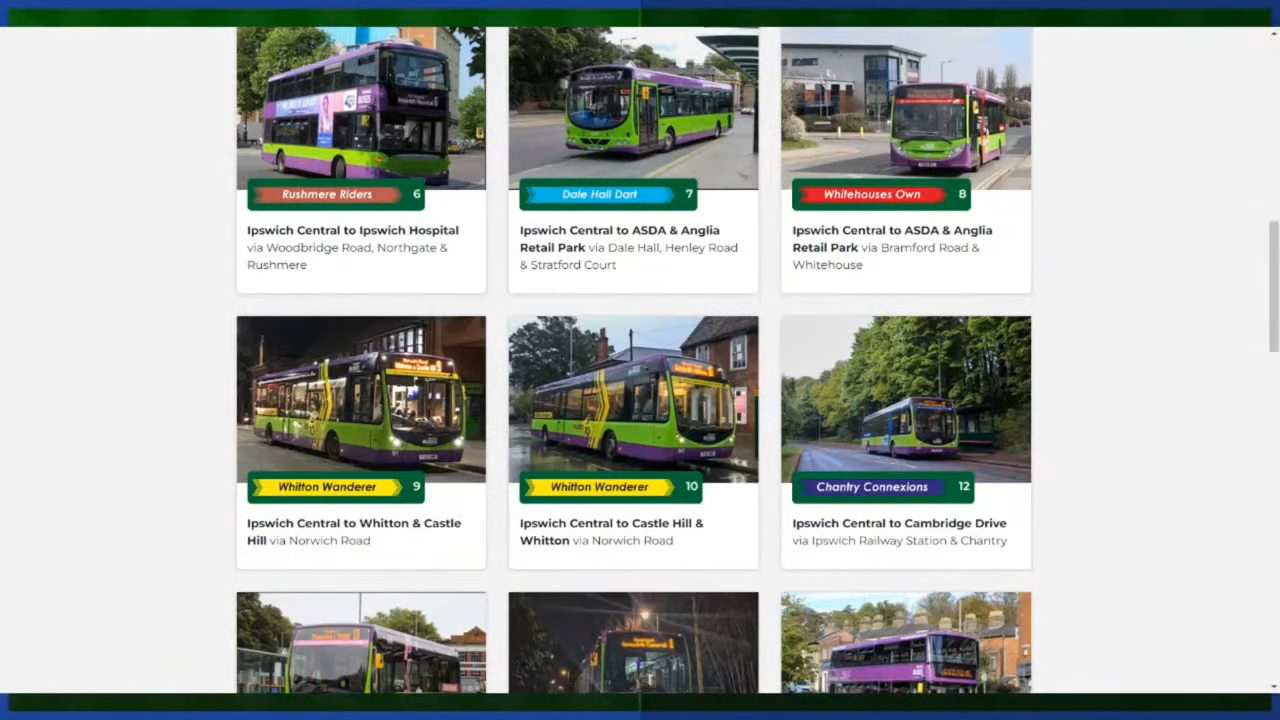 Rushmere Riders 6
Dale Hall Dart 7
Whitehouses Own 8
Ipswich Central to Ipswich Hospital
via Woodbridge Road, Northgate &
Rushmere
Ipswich Central to ASDA & Anglia
Retail Park via Dale Hall, Henley Road
& Stratford Court
Ipswich Central to ASDA & Anglia
Retail Park via Bramford Road &
Whitehouse
Whitton Wanderer 9
Whitton Wanderer 10
Chantry Connexions 12
Ipswich Central to Whitton & Castle
Hill via Norwich Road
Ipswich Central to Castle Hill &
Whitton via Norwich Road
Ipswich Central to Cambridge Drive
via Ipswich Railway Station & Chantry